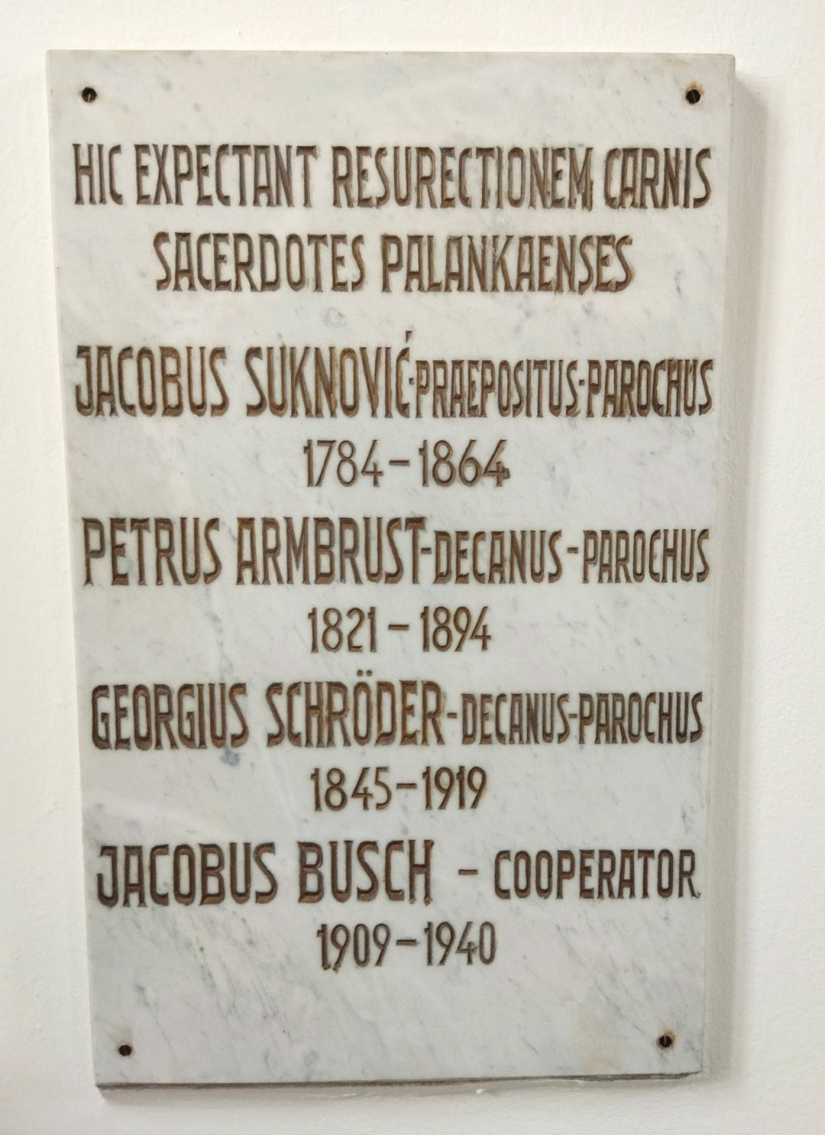 HIC EXPECTANT RESURECTIONEM CARNIS
SACERDOTES PALANKAENSES
JACOBUS SUKNOVIĆ-PRAEPOSITUS-PAROCHUS
1784-1864
PETRUS ARMBRUST-DECANUS-PAROCHUS
1821-1894
GEORGIUS SCHRÖDER-DECANUS-PAROCHUS
1845-1919
JACOBUS BUSCH - COOPERATOR
1909-1940